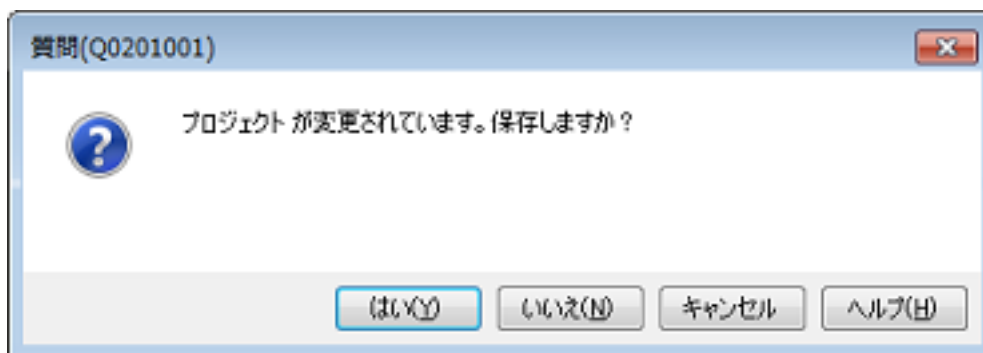 質問(Q0201001)
プロジェクト が変更されています。保存しますか？
はい(Y)
いいえ(N)
キャンセル
ヘルプ(H)